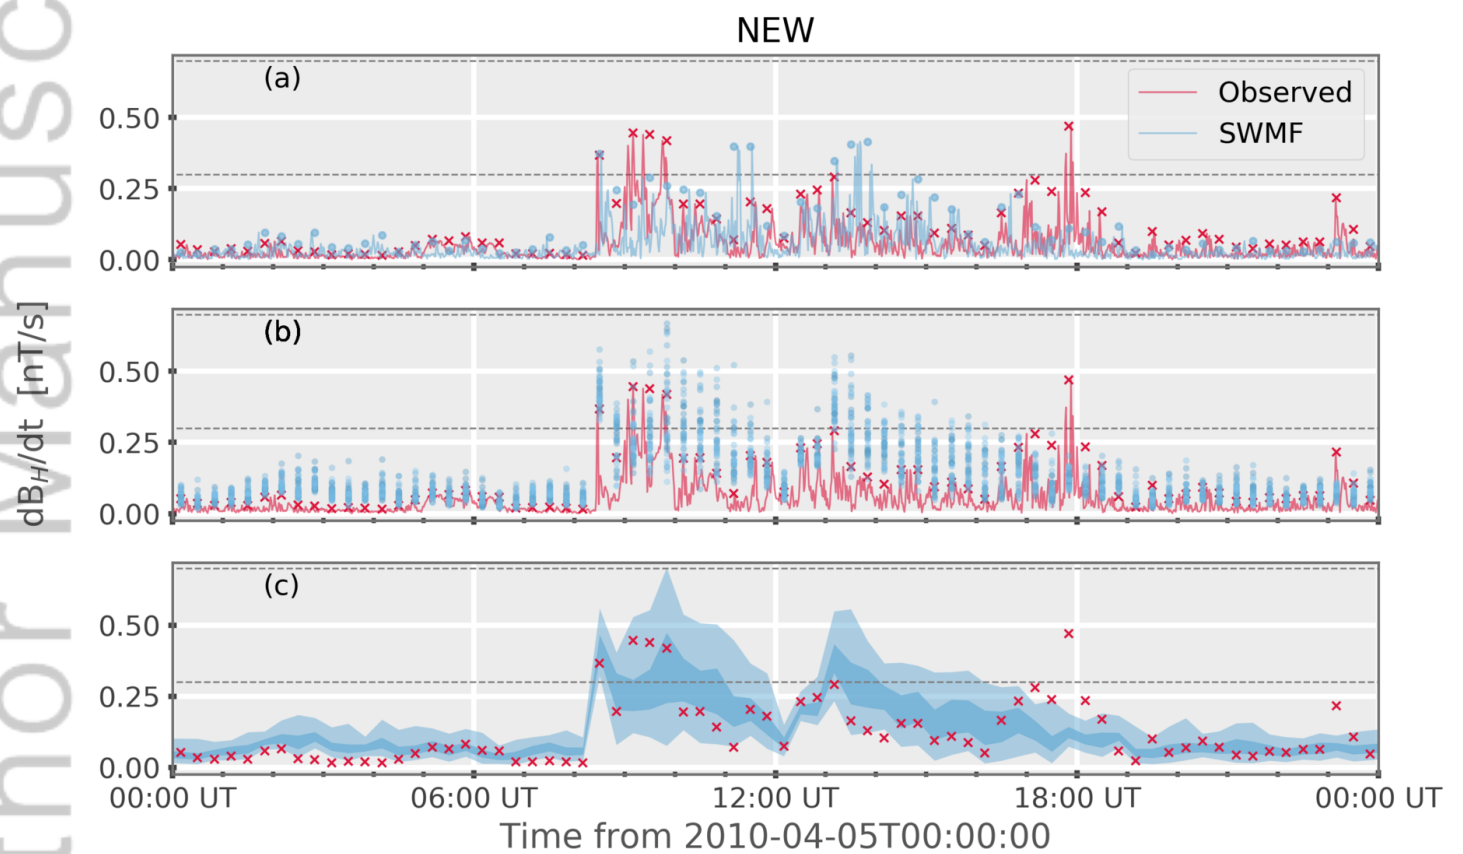 NEW
(a)
Observed
SWMF
0.50
0.25
0.00
(b)
0.50
0.25
0.00
dB_H/dt [nT/s]
(c)
0.50
0.25
0.00
00:00 UT 06:00 UT 12:00 UT 18:00 UT 00:00 UT
Time from 2010-04-05T00:00:00
hor Manusc